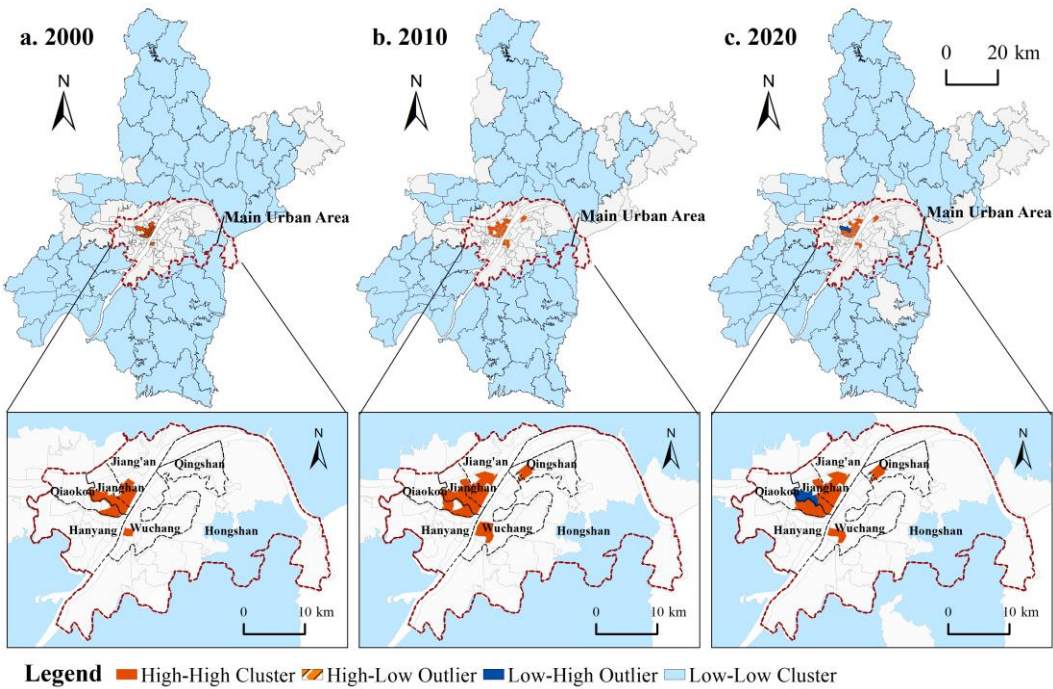 a. 2000
b. 2010
c. 2020
0 20 km
N
N
N
Main Urban Area
Main Urban Area
Main Urban Area
N
Jiang'an
Qingshan
Qiaokou
Jianghan
Hanyang
Wuchang
Hongshan
0 10 km
N
Jiang'an
Qingshan
Qiaokou
Jianghan
Hanyang
Wuchang
Hongshan
0 10 km
N
Jiang'an
Qingshan
Qiaokou
Jianghan
Hanyang
Wuchang
Hongshan
0 10 km
Legend High-High Cluster High-Low Outlier Low-High Outlier Low-Low Cluster